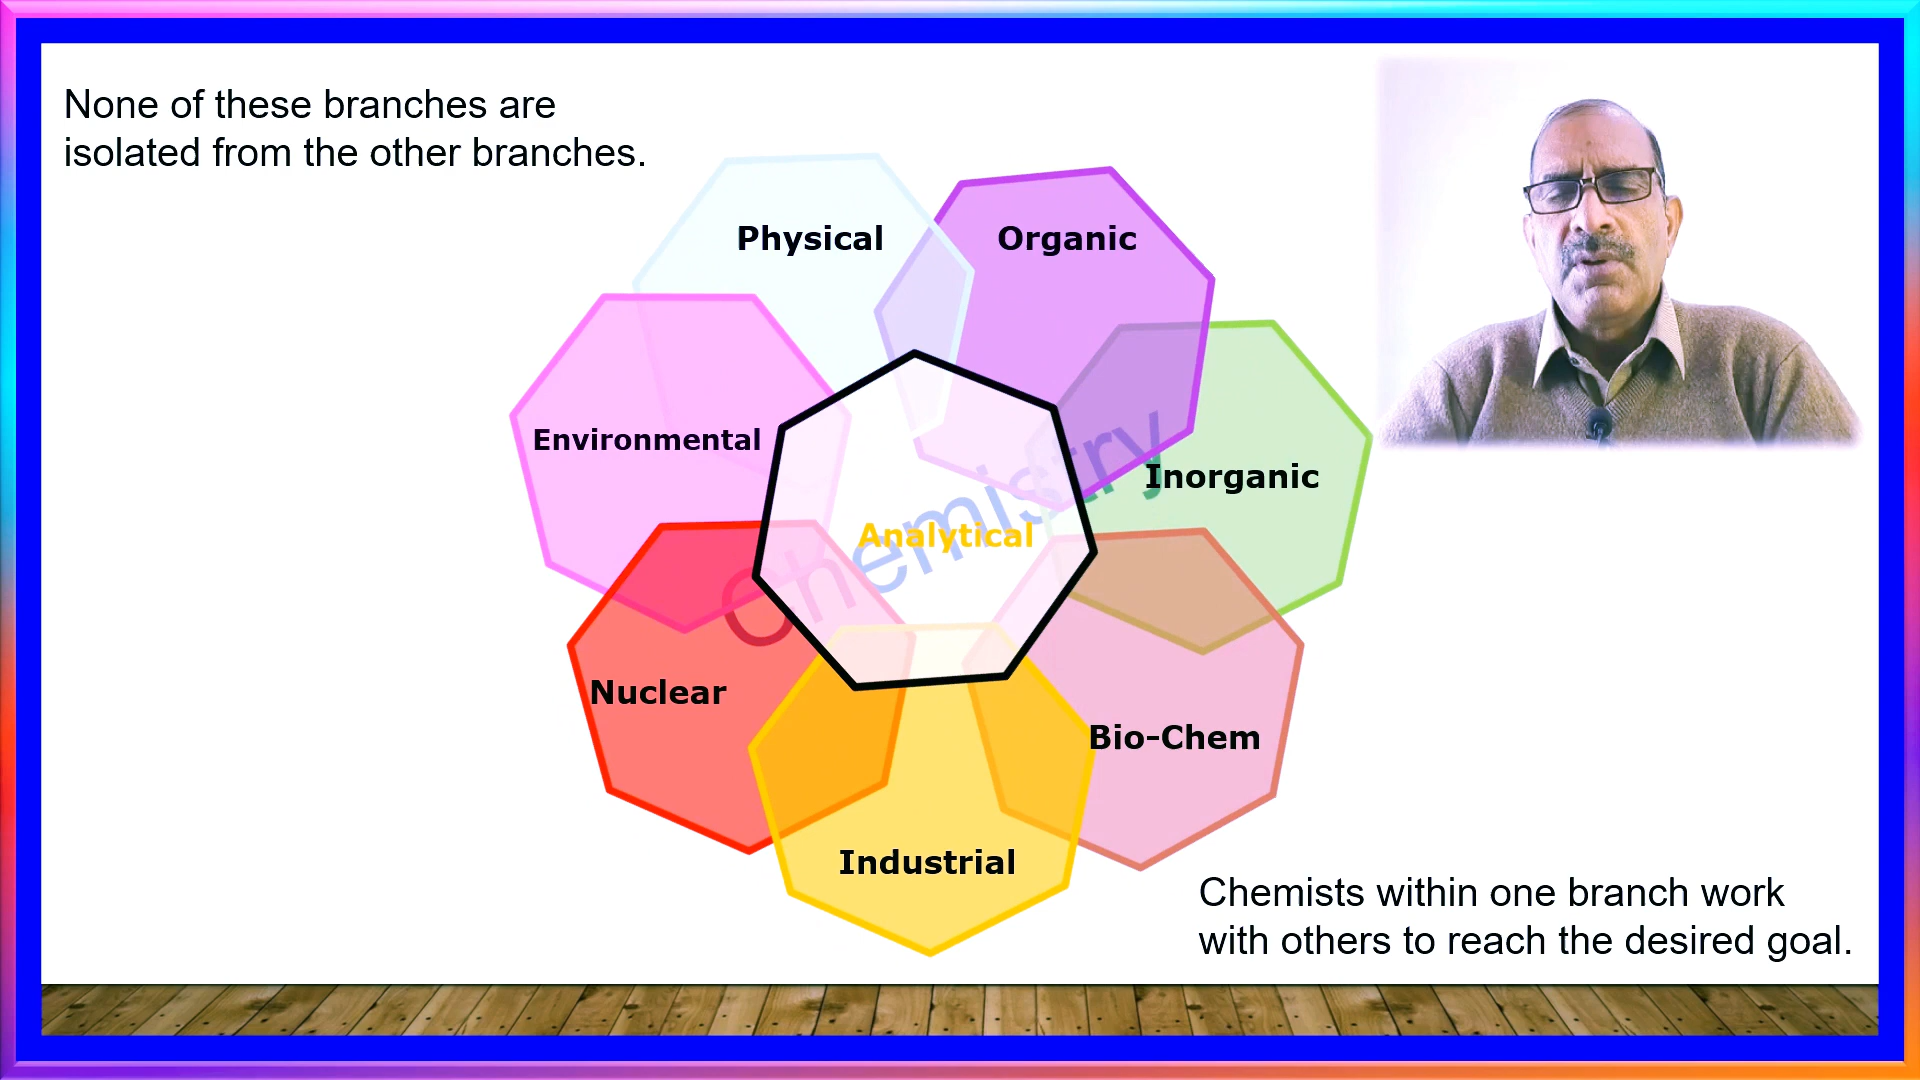 None of these branches are
isolated from the other branches.
Physical
Organic
Environmental
Inorganic
Chemistry
Analytical
Nuclear
Bio-Chem
Industrial
Chemists within one branch work
with others to reach the desired goal.